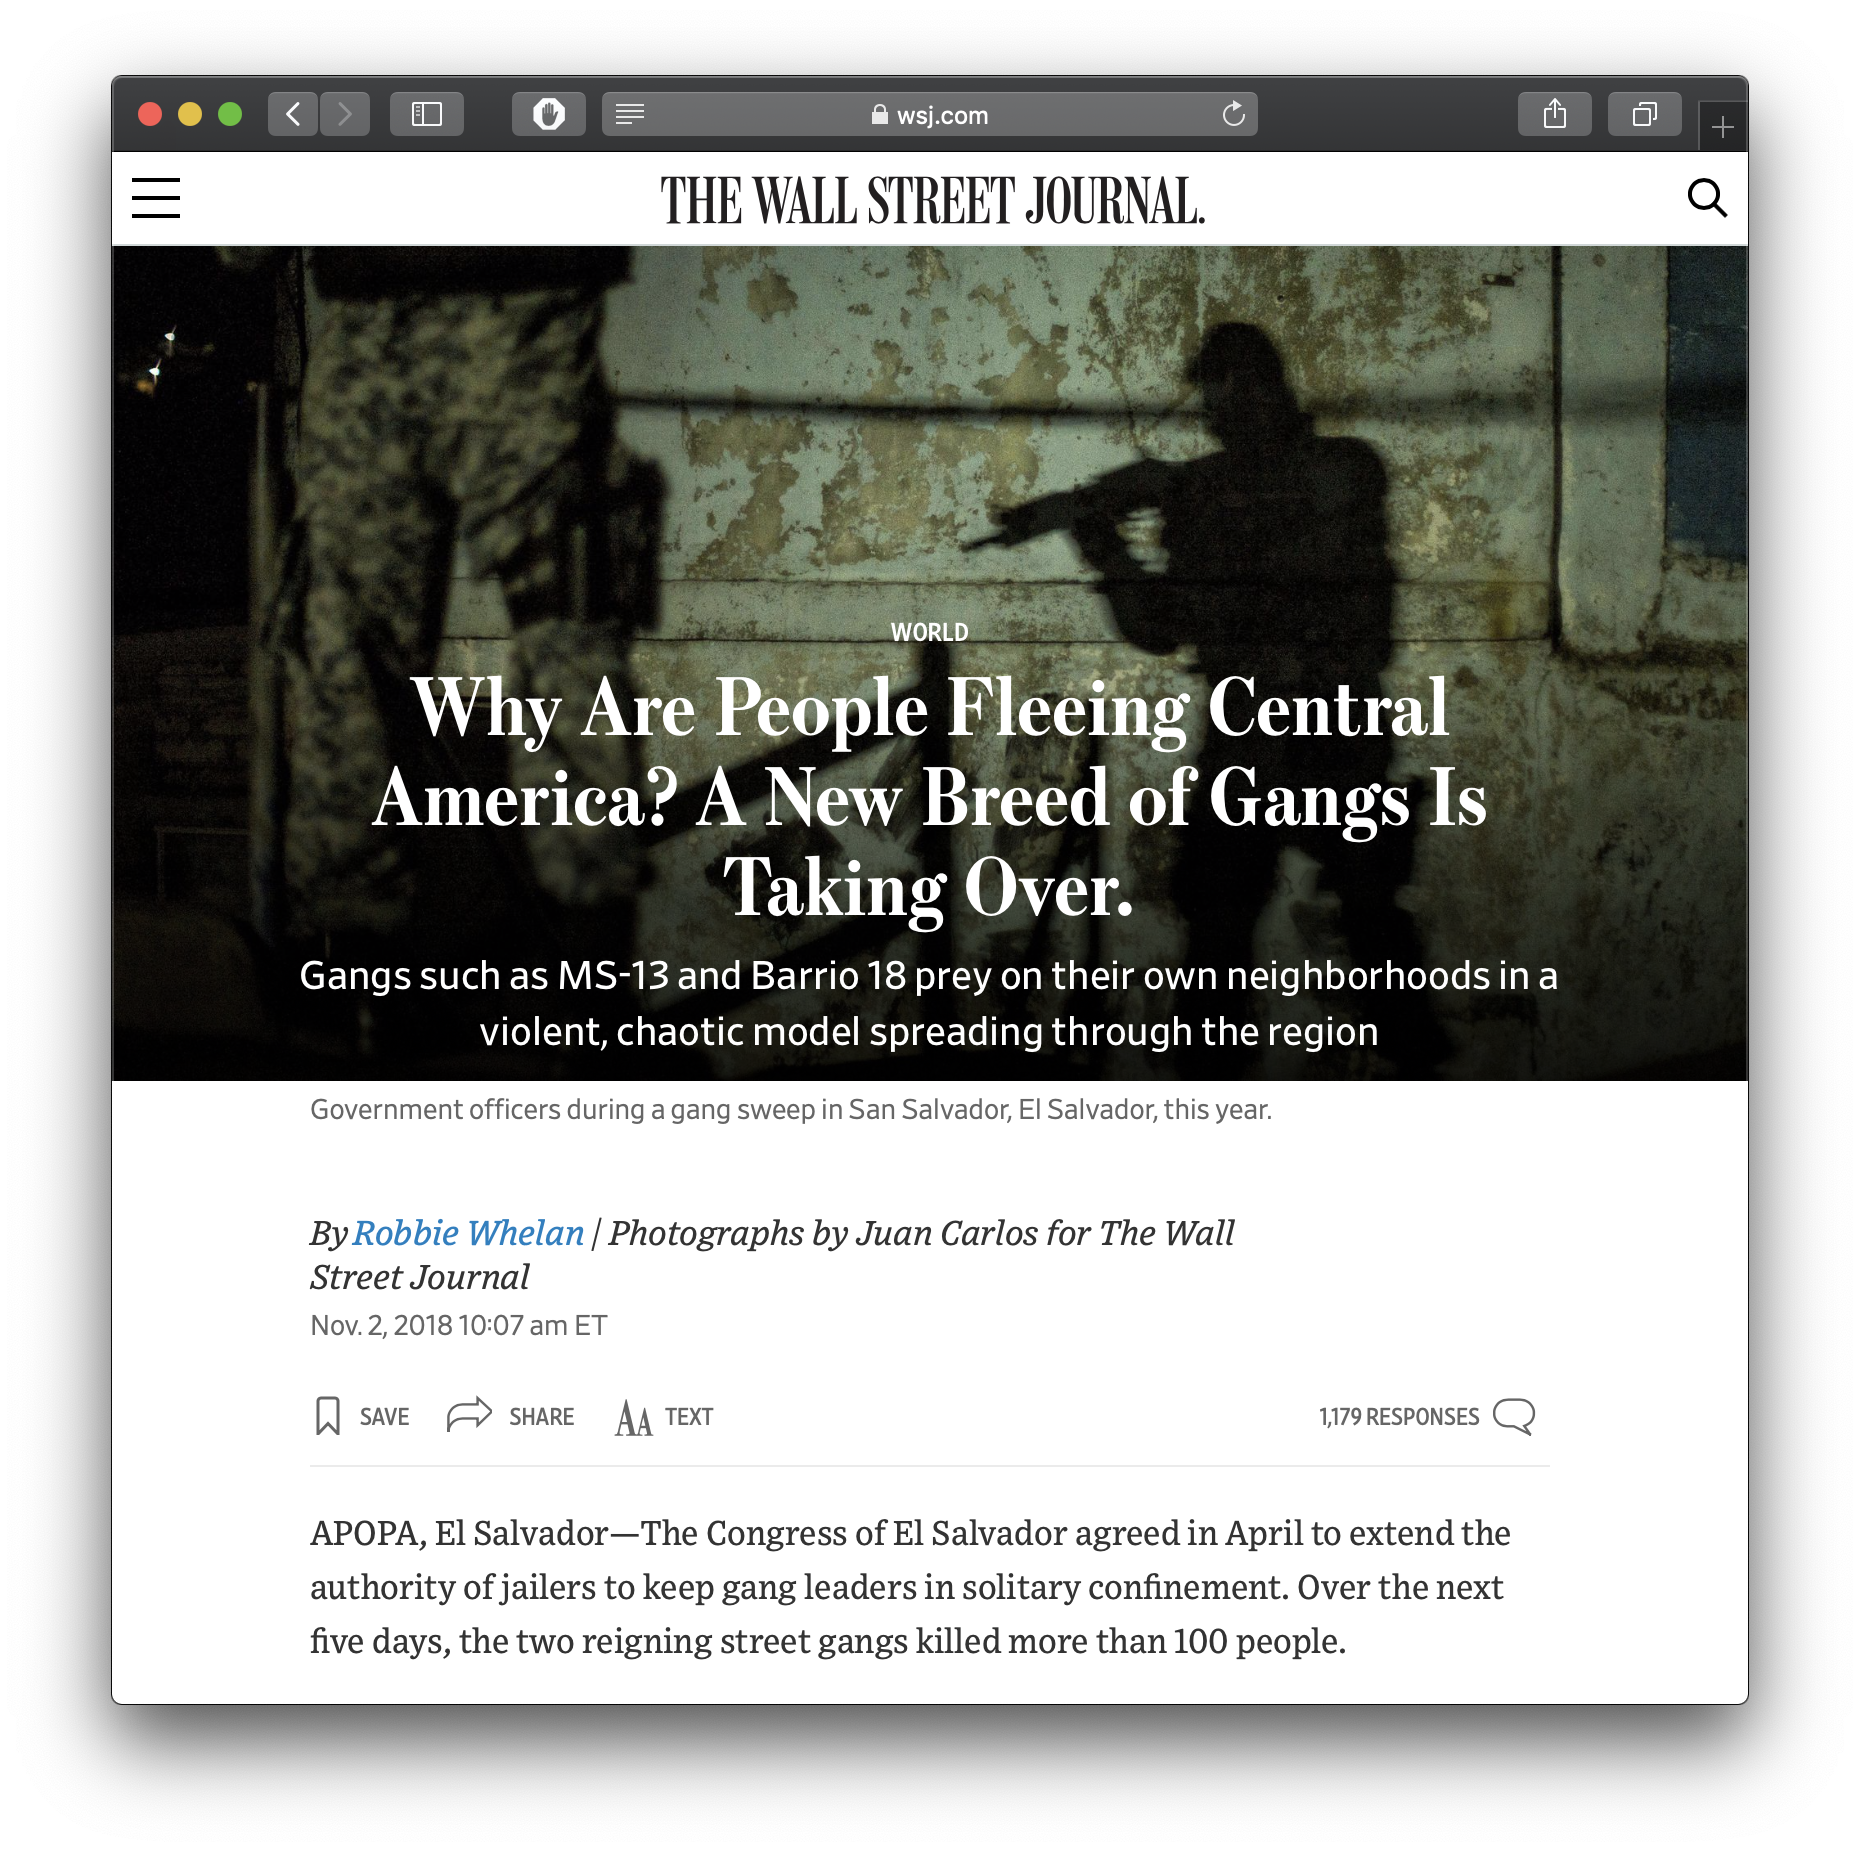 wsj.com
THE WALL STREET JOURNAL.
WORLD
Why Are People Fleeing Central
America? A New Breed of Gangs Is
Taking Over.
Gangs such as MS-13 and Barrio 18 prey on their own neighborhoods in a
violent, chaotic model spreading through the region
Government officers during a gang sweep in San Salvador, El Salvador, this year.
By Robbie Whelan | Photographs by Juan Carlos for The Wall
Street Journal
Nov. 2, 2018 10:07 am ET
SAVE SHARE AA TEXT 1,179 RESPONSES
APOPA, El Salvador—The Congress of El Salvador agreed in April to extend the
authority of jailers to keep gang leaders in solitary confinement. Over the next
five days, the two reigning street gangs killed more than 100 people.